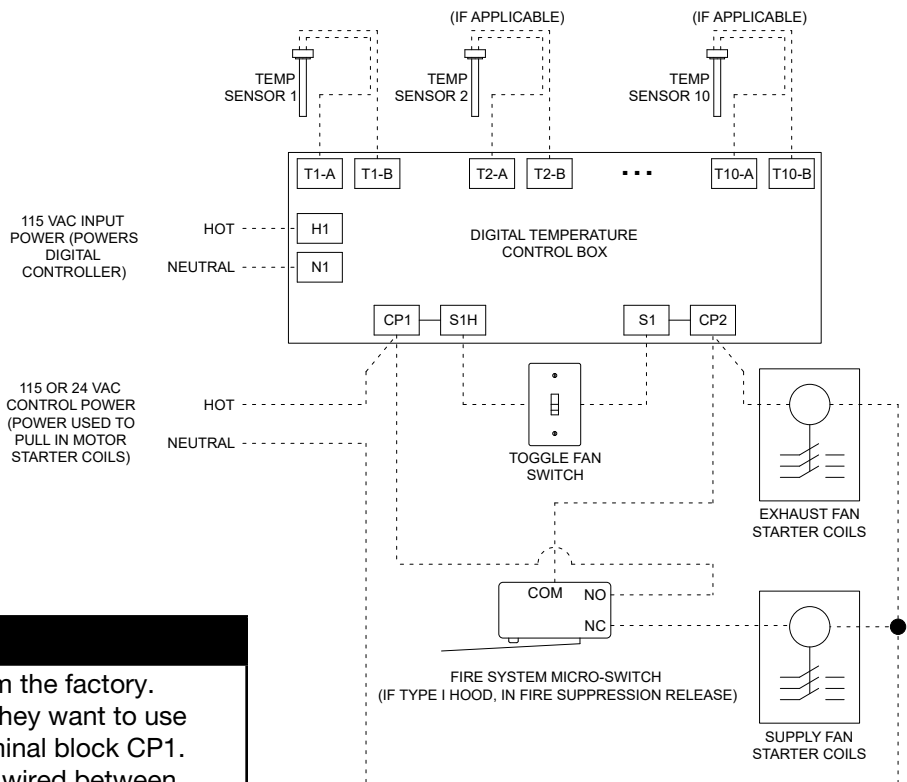 (IF APPLICABLE)
(IF APPLICABLE)
TEMP
SENSOR 1
TEMP
SENSOR 2
TEMP
SENSOR 10
T1-A
T1-B
T2-A
T2-B
...
T10-A
T10-B
115 VAC INPUT
POWER (POWERS
DIGITAL
CONTROLLER)
HOT
H1
NEUTRAL
N1
DIGITAL TEMPERATURE
CONTROL BOX
CP1
S1H
S1
CP2
115 OR 24 VAC
CONTROL POWER
(POWER USED TO
PULL IN MOTOR
STARTER COILS)
HOT
NEUTRAL
TOGGLE FAN
SWITCH
EXHAUST FAN
STARTER COILS
COM
NO
NC
FIRE SYSTEM MICRO-SWITCH
(IF TYPE I HOOD, IN FIRE SUPPRESSION RELEASE)
SUPPLY FAN
STARTER COILS
the factory.
they want to use
block CP1.
wired between